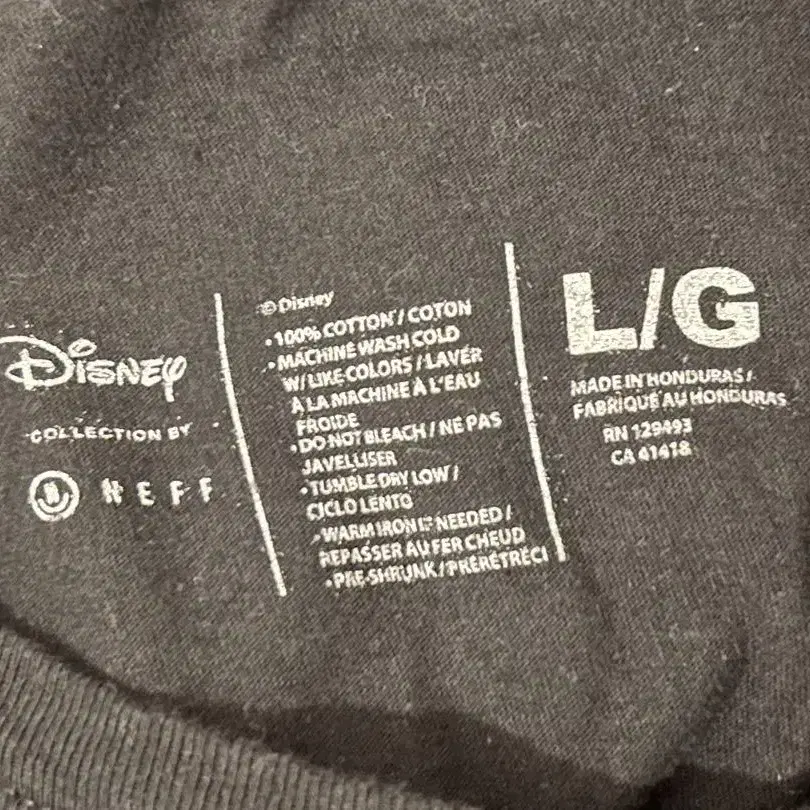 Disney
COLLECTION BY
NEFF
© Disney
• 100% COTTON / COTON
• MACHINE WASH COLD
W/ LIKE COLORS / LAVER
À LA MACHINE À L'EAU
FROIDE
• DO NOT BLEACH / NE PAS
JAVELLISER
• TUMBLE DRY LOW /
CICLO LENTO
• WARM IRON IF NEEDED /
REPASSER AU FER CHEUD
• PRE-SHRUNK / PRÉRÉTRÉCI
L/G
MADE IN HONDURAS /
FABRIQUÉ AU HONDURAS
RN 129493
CA 41418